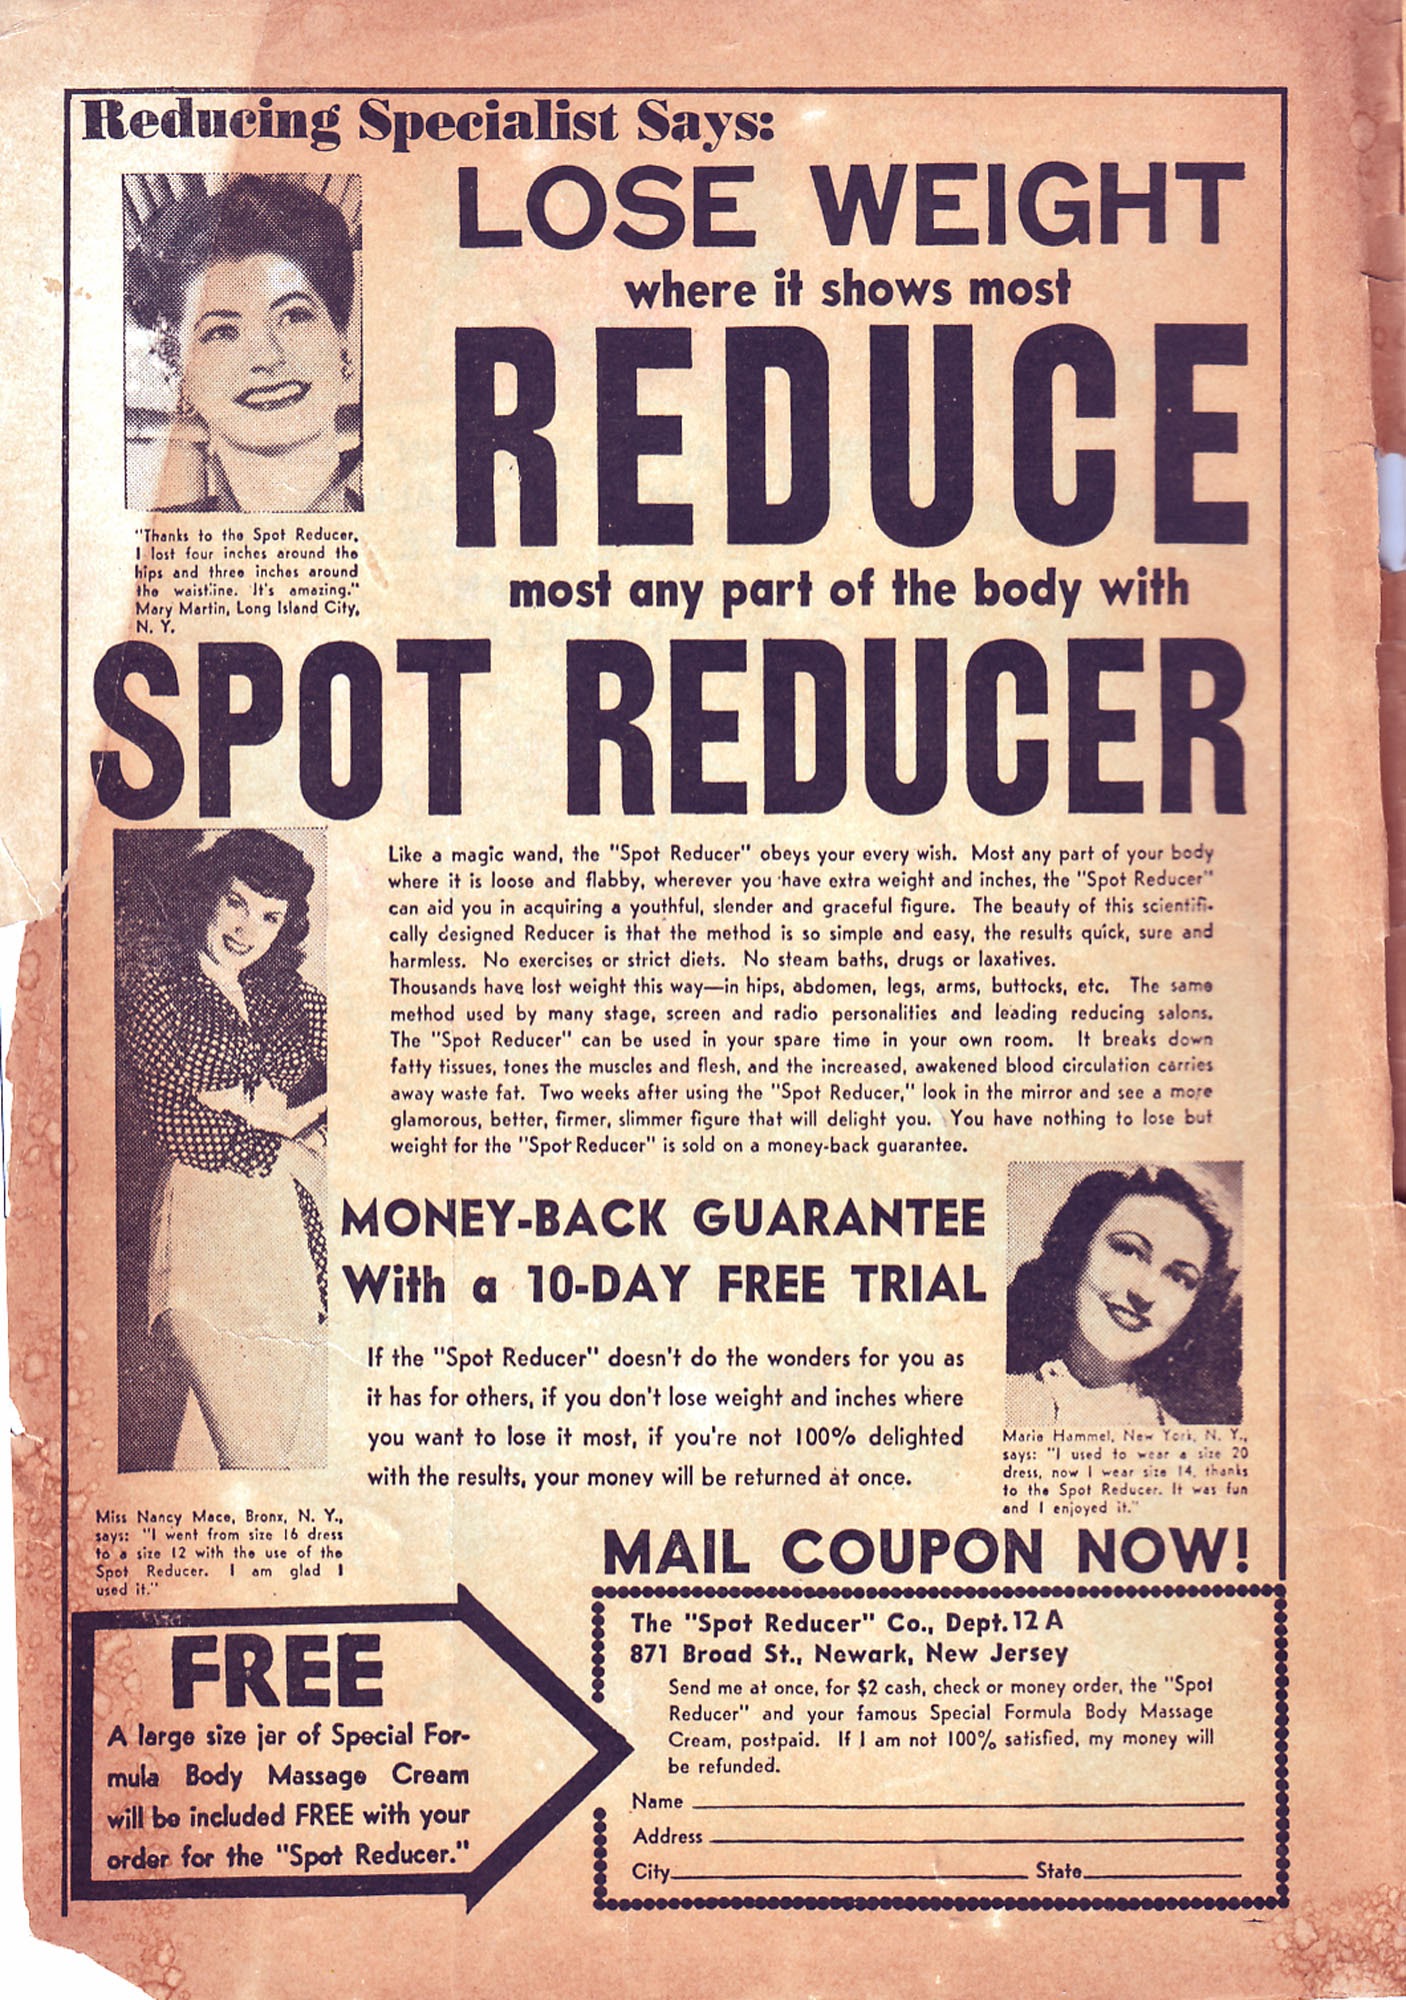 Reducing Specialist Says:
LOSE WEIGHT
where it shows most
REDUCE
most any part of the body with
"Thanks to the Spot Reducer,
I lost four inches around the
hips and three inches around
the waistline. It's amazing."
Mary Martin, Long Island City,
N. Y.
SPOT REDUCER
Like a magic wand, the "Spot Reducer" obeys your every wish. Most any part of your body
where it is loose and flabby, wherever you have extra weight and inches, the "Spot Reducer"
can aid you in acquiring a youthful, slender and graceful figure. The beauty of this scientifi-
cally designed Reducer is that the method is so simple and easy, the results quick, sure and
harmless. No exercises or strict diets. No steam baths, drugs or laxatives.
Thousands have lost weight this way—in hips, abdomen, legs, arms, buttocks, etc. The same
method used by many stage, screen and radio personalities and leading reducing salons.
The "Spot Reducer" can be used in your spare time in your own room. It breaks down
fatty tissues, tones the muscles and flesh, and the increased, awakened blood circulation carries
away waste fat. Two weeks after using the "Spot Reducer," look in the mirror and see a more
glamorous, better, firmer, slimmer figure that will delight you. You have nothing to lose but
weight for the "Spot Reducer" is sold on a money-back guarantee.
MONEY-BACK GUARANTEE
With a 10-DAY FREE TRIAL
If the "Spot Reducer" doesn't do the wonders for you as
it has for others, if you don't lose weight and inches where
you want to lose it most, if you're not 100% delighted
with the results, your money will be returned at once.
Marie Hammel, New York, N. Y.,
says: "I used to wear a size 20
dress, now I wear size 14, thanks
to the Spot Reducer. It was fun
and I enjoyed it."
Miss Nancy Mace, Bronx, N. Y.,
says: "I went from size 16 dress
to a size 12 with the use of the
Spot Reducer. I am glad I
used it."
MAIL COUPON NOW!
FREE
A large size jar of Special For-
mula Body Massage Cream
will be included FREE with your
order for the "Spot Reducer."
The "Spot Reducer" Co., Dept. 12 A
871 Broad St., Newark, New Jersey
Send me at once, for $2 cash, check or money order, the "Spot
Reducer" and your famous Special Formula Body Massage
Cream, postpaid. If I am not 100% satisfied, my money will
be refunded.
Name
Address
City State